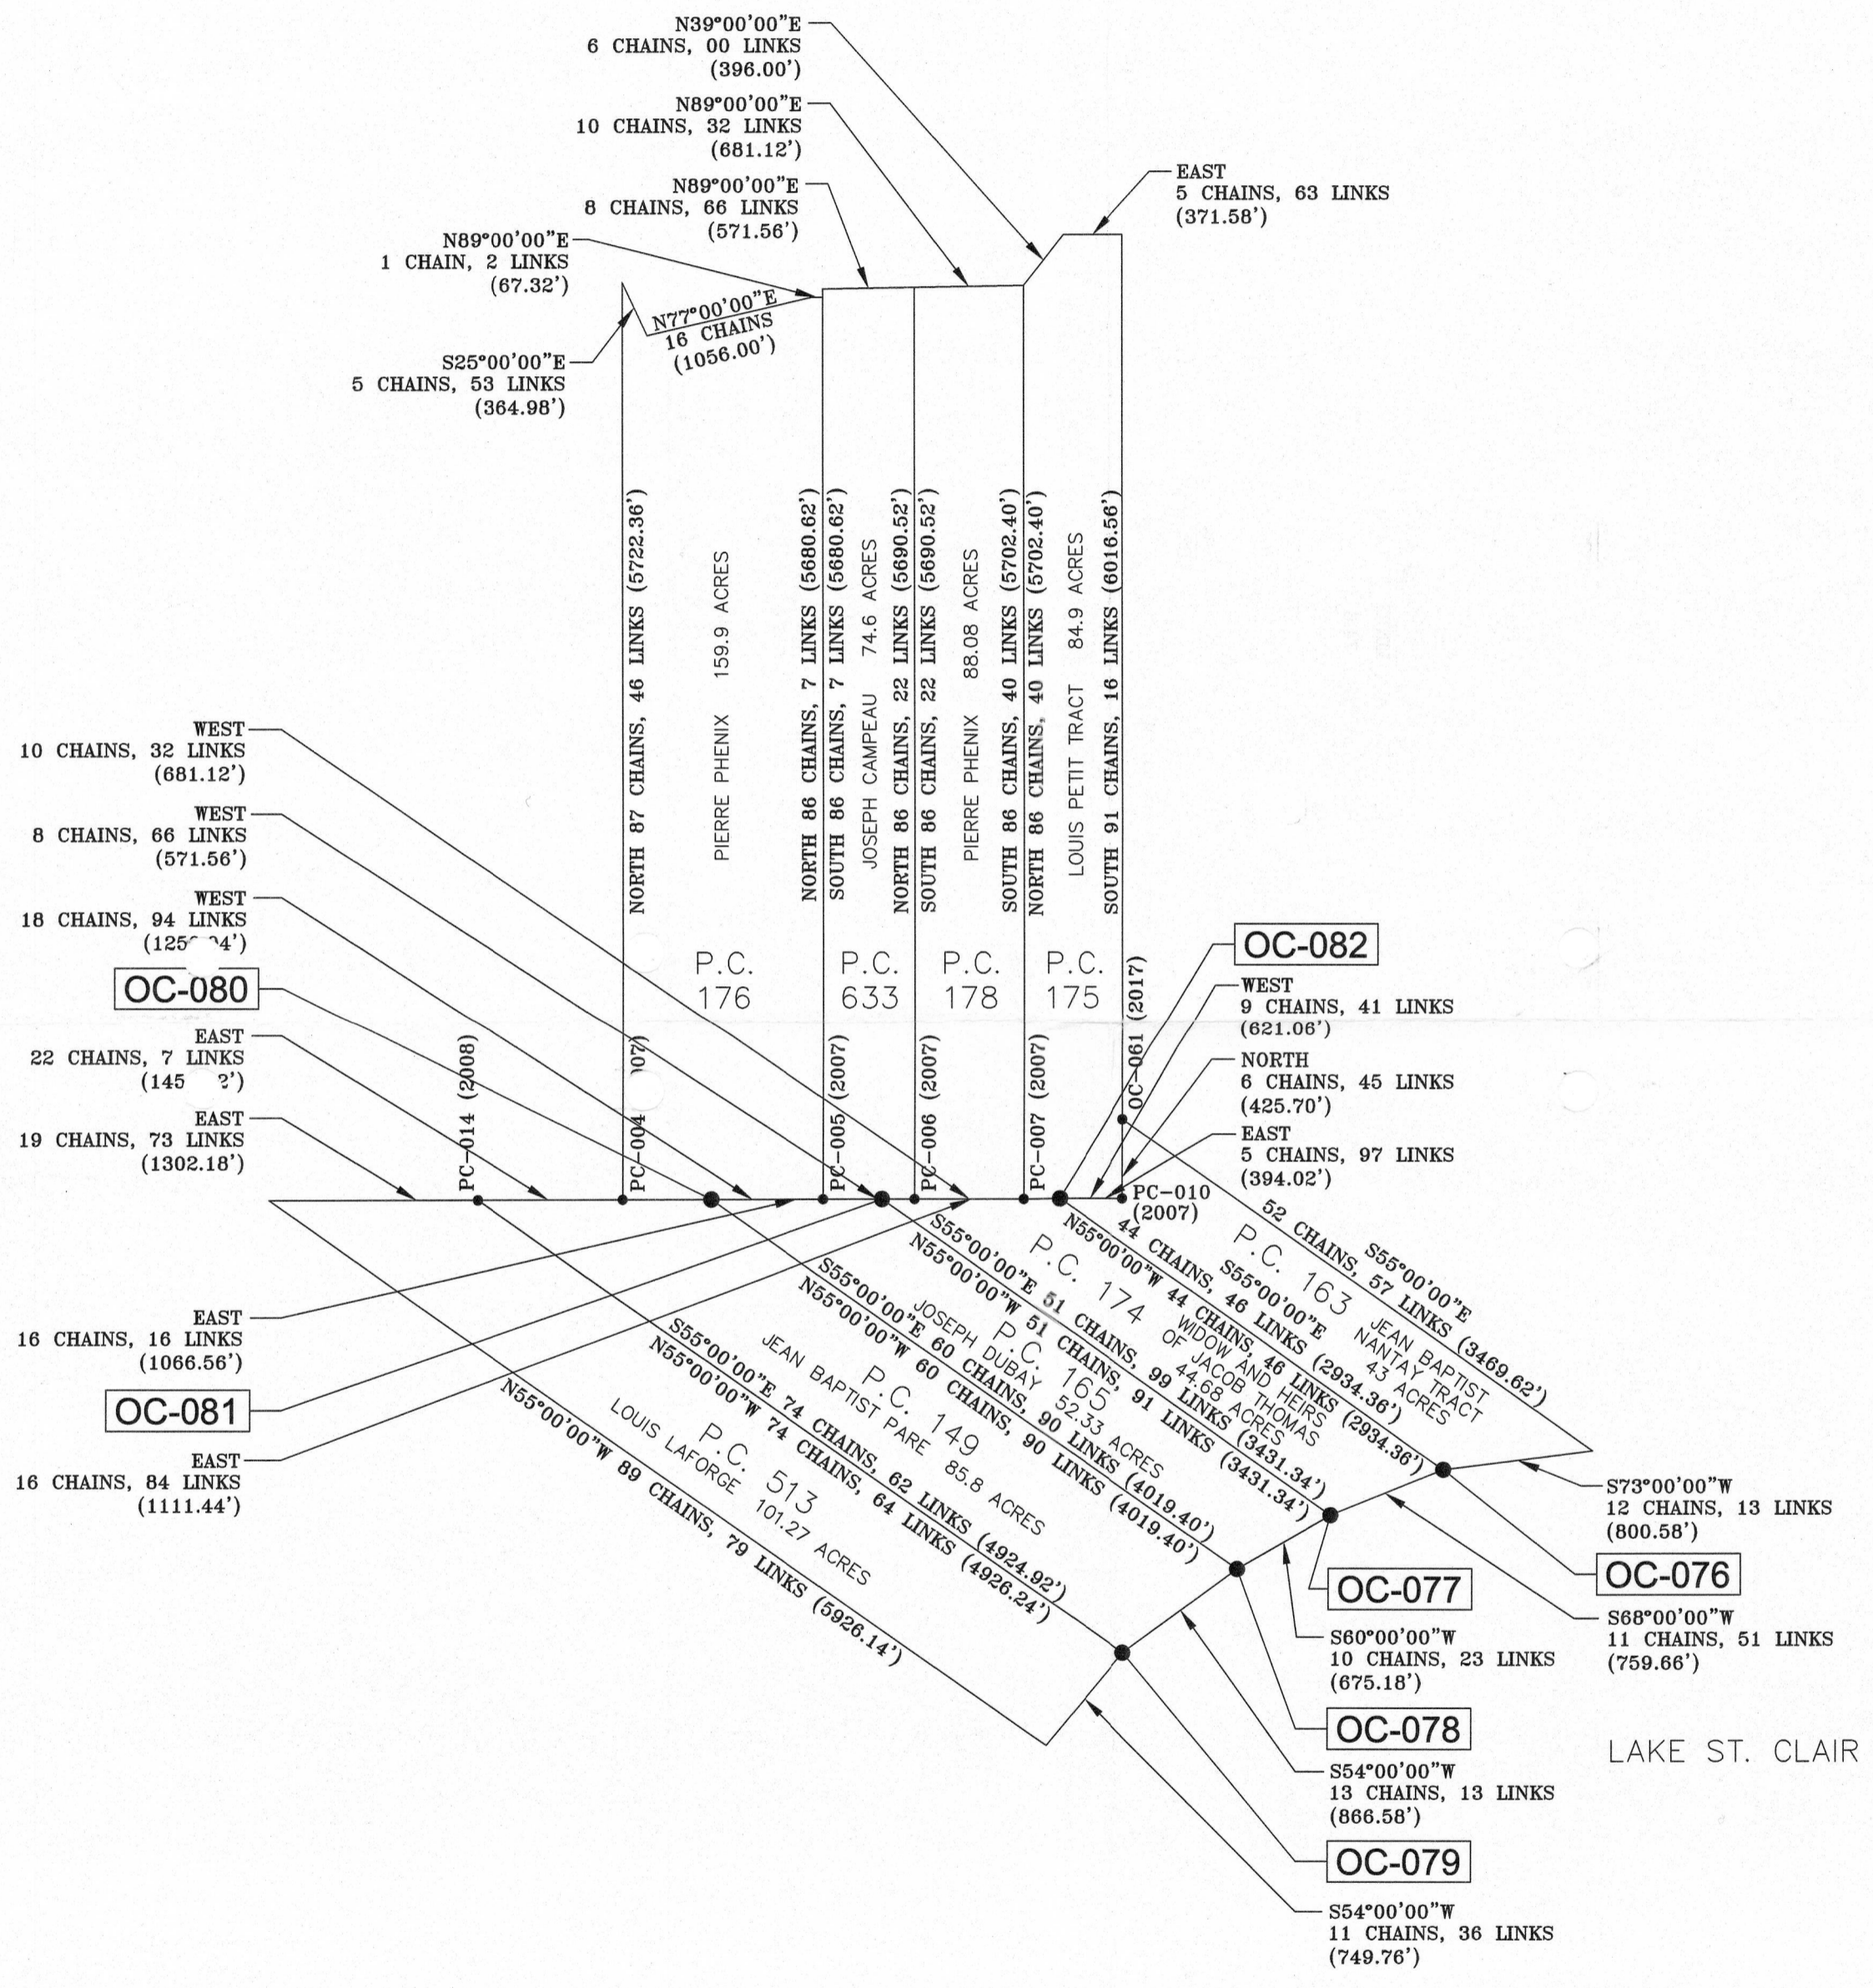 N39°00'00"E
6 CHAINS, 00 LINKS
(396.00')
N89°00'00"E
10 CHAINS, 32 LINKS
(681.12')
N89°00'00"E
8 CHAINS, 66 LINKS
(571.56')
N89°00'00"E
1 CHAIN, 2 LINKS
(67.32')
EAST
5 CHAINS, 63 LINKS
(371.58')
N77°00'00"E
16 CHAINS
(1056.00')
S25°00'00"E
5 CHAINS, 53 LINKS
(364.98')
NORTH 87 CHAINS, 46 LINKS (5722.36')
PIERRE PHENIX 159.9 ACRES
NORTH 86 CHAINS, 7 LINKS (5680.62')
SOUTH 86 CHAINS, 7 LINKS (5680.62')
JOSEPH CAMPEAU 74.6 ACRES
NORTH 86 CHAINS, 22 LINKS (5690.52')
SOUTH 86 CHAINS, 22 LINKS (5690.52')
PIERRE PHENIX 88.08 ACRES
SOUTH 86 CHAINS, 40 LINKS (5702.40')
NORTH 86 CHAINS, 40 LINKS (5702.40')
LOUIS PETIT TRACT 84.9 ACRES
SOUTH 91 CHAINS, 16 LINKS (6016.56')
P.C.
176
P.C.
633
P.C.
178
P.C.
175
WEST
10 CHAINS, 32 LINKS
(681.12')
WEST
8 CHAINS, 66 LINKS
(571.56')
WEST
18 CHAINS, 94 LINKS
OC-080
EAST
22 CHAINS, 7 LINKS
EAST
19 CHAINS, 73 LINKS
(1302.18')
PC-014 (2008)
PC-004
PC-005 (2007)
PC-006 (2007)
PC-007 (2007)
OC-061 (2017)
OC-082
WEST
9 CHAINS, 41 LINKS
(621.06')
NORTH
6 CHAINS, 45 LINKS
(425.70')
EAST
5 CHAINS, 97 LINKS
(394.02')
PC-010
(2007)
EAST
16 CHAINS, 16 LINKS
(1066.56')
OC-081
EAST
16 CHAINS, 84 LINKS
(1111.44')
S55°00'00"E
52 CHAINS, 57 LINKS (3469.62')
P.C. 163
JEAN BAPTIST
NANTAY TRACT
43 ACRES
S55°00'00"E
44 CHAINS, 46 LINKS (2934.36')
N55°00'00"W 44 CHAINS, 46 LINKS (2934.36')
P.C. 174
WIDOW AND HEIRS
OF JACOB THOMAS
44.68 ACRES
S55°00'00"E 51 CHAINS, 99 LINKS (3431.34')
N55°00'00"W 51 CHAINS, 91 LINKS (3431.34')
P.C. 165
JOSEPH DUBAY 52.33 ACRES
S55°00'00"E 60 CHAINS, 90 LINKS (4019.40')
N55°00'00"W 60 CHAINS, 90 LINKS (4019.40')
P.C. 149
JEAN BAPTIST PARE 85.8 ACRES
S55°00'00"E 74 CHAINS, 62 LINKS (4924.92')
N55°00'00"W 74 CHAINS, 64 LINKS (4926.24')
P.C. 513
LOUIS LAFORGE 101.27 ACRES
N55°00'00"W 89 CHAINS, 79 LINKS (5926.14')
S73°00'00"W
12 CHAINS, 13 LINKS
(800.58')
OC-076
S68°00'00"W
11 CHAINS, 51 LINKS
(759.66')
OC-077
S60°00'00"W
10 CHAINS, 23 LINKS
(675.18')
OC-078
S54°00'00"W
13 CHAINS, 13 LINKS
(866.58')
OC-079
S54°00'00"W
11 CHAINS, 36 LINKS
(749.76')
LAKE ST. CLAIR